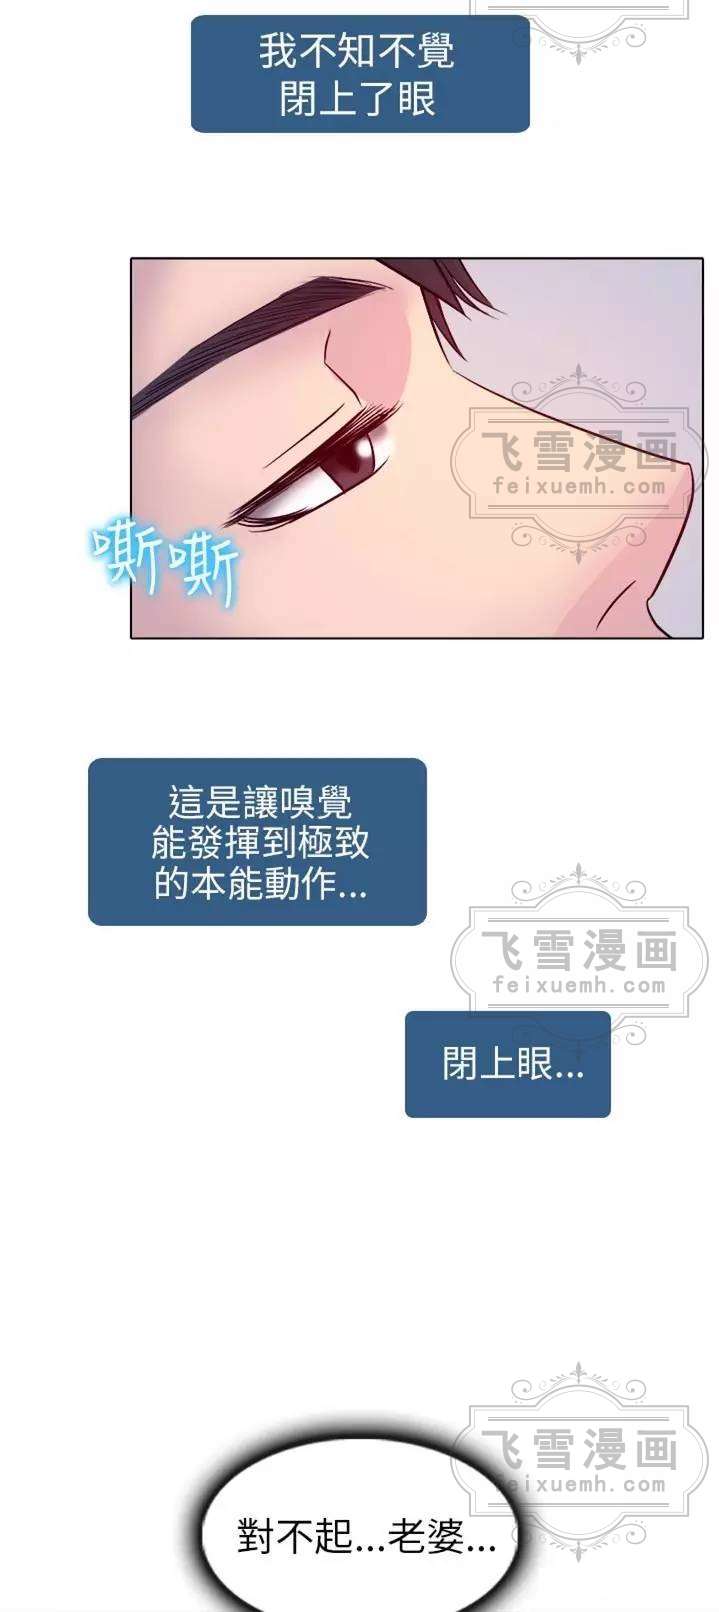 我不知不覺
閉上了眼
飞雪漫画
feixuemh.com
嘶嘶
這是讓嗅覺
能發揮到極致
的本能動作...
飞雪漫画
feixuemh.com
閉上眼...
飞雪漫画
feixuemh.com
對不起...老婆...